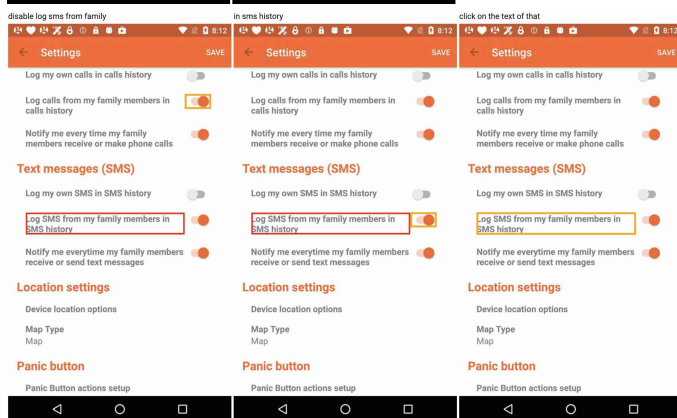 disable log sms from family
8:12
Settings
SAVE
Log my own calls in calls history
Log calls from my family members in
calls history
Notify me every time my family
members receive or make phone calls
Text messages (SMS)
Log my own SMS in SMS history
Log SMS from my family members in
SMS history
Notify me everytime my family members
receive or send text messages
Location settings
Device location options
Map Type
Map
Panic button
Panic Button actions setup
in sms history
8:12
Settings
SAVE
Log my own calls in calls history
Log calls from my family members in
calls history
Notify me every time my family
members receive or make phone calls
Text messages (SMS)
Log my own SMS in SMS history
Log SMS from my family members in
SMS history
Notify me everytime my family members
receive or send text messages
Location settings
Device location options
Map Type
Map
Panic button
Panic Button actions setup
click on the text of that
8:12
Settings
SAVE
Log my own calls in calls history
Log calls from my family members in
calls history
Notify me every time my family
members receive or make phone calls
Text messages (SMS)
Log my own SMS in SMS history
Log SMS from my family members in
SMS history
Notify me everytime my family members
receive or send text messages
Location settings
Device location options
Map Type
Map
Panic button
Panic Button actions setup